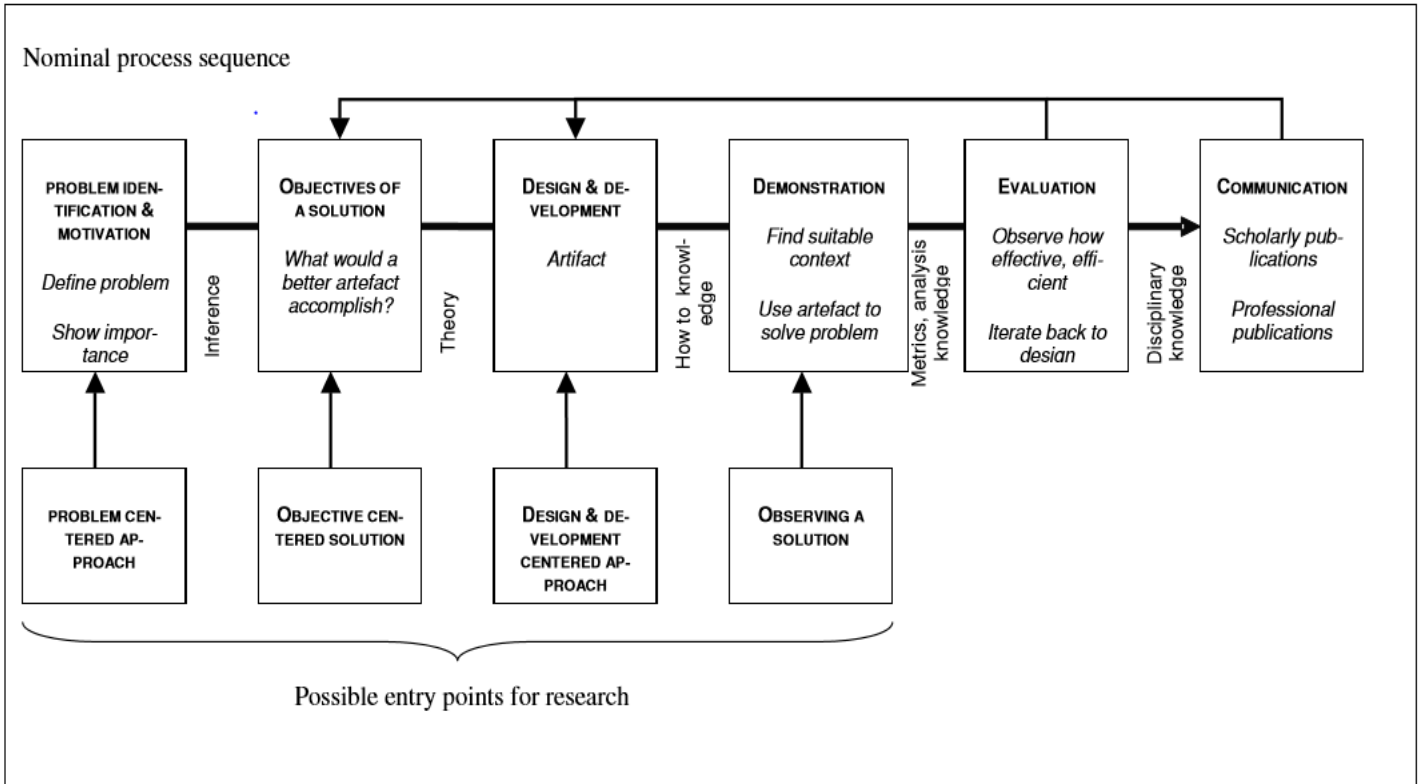 Nominal process sequence
PROBLEM IDEN-
TIFICATION &
MOTIVATION
Define problem
Show impor-
tance
Inference
OBJECTIVES OF
A SOLUTION
What would a
better artefact
accomplish?
Theory
DESIGN & DE-
VELOPMENT
Artifact
How to knowl-
edge
DEMONSTRATION
Find suitable
context
Use artefact to
solve problem
Metrics, analysis
knowledge
EVALUATION
Observe how
effective, effi-
cient
Iterate back to
design
Disciplinary
knowledge
COMMUNICATION
Scholarly pub-
lications
Professional
publications
PROBLEM CEN-
TERED AP-
PROACH
OBJECTIVE CEN-
TERED SOLUTION
DESIGN & DE-
VELOPMENT
CENTERED AP-
PROACH
OBSERVING A
SOLUTION
Possible entry points for research